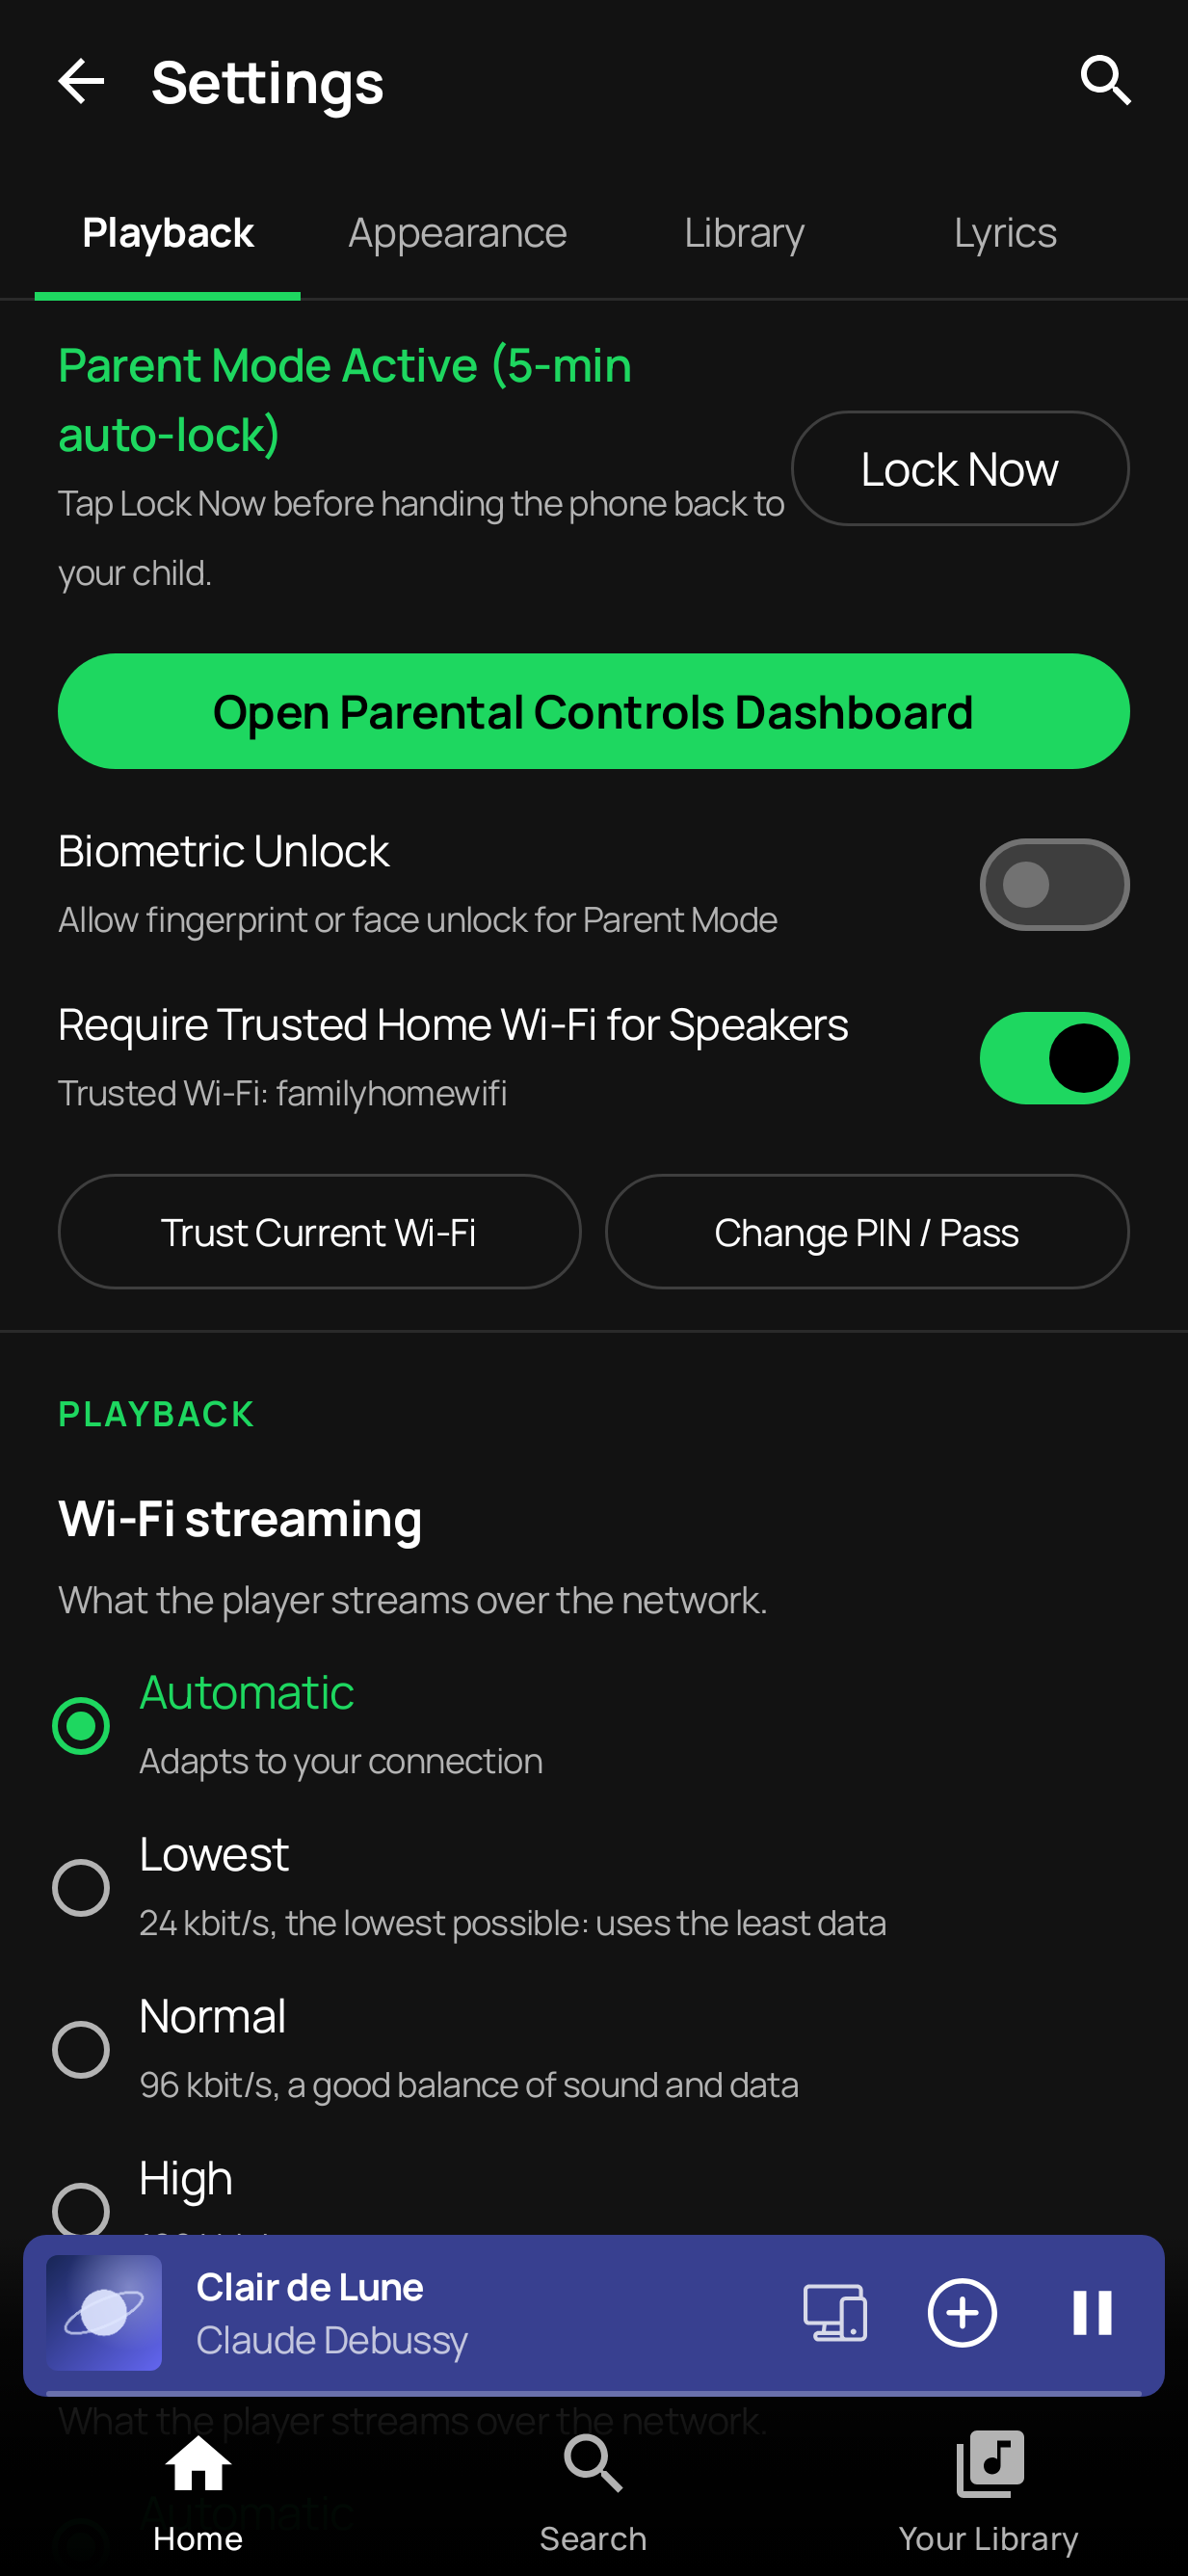 Settings
Playback
Appearance
Library
Lyrics
Parent Mode Active (5-min
auto-lock)
Tap Lock Now before handing the phone back to
your child.
Lock Now
Open Parental Controls Dashboard
Biometric Unlock
Allow fingerprint or face unlock for Parent Mode
Require Trusted Home Wi-Fi for Speakers
Trusted Wi-Fi: familyhomewifi
Trust Current Wi-Fi
Change PIN / Pass
PLAYBACK
Wi-Fi streaming
What the player streams over the network.
Automatic
Adapts to your connection
Lowest
24 kbit/s, the lowest possible: uses the least data
Normal
96 kbit/s, a good balance of sound and data
High
Clair de Lune
Claude Debussy
What the player streams over the network.
Automatic
Home
Search
Your Library